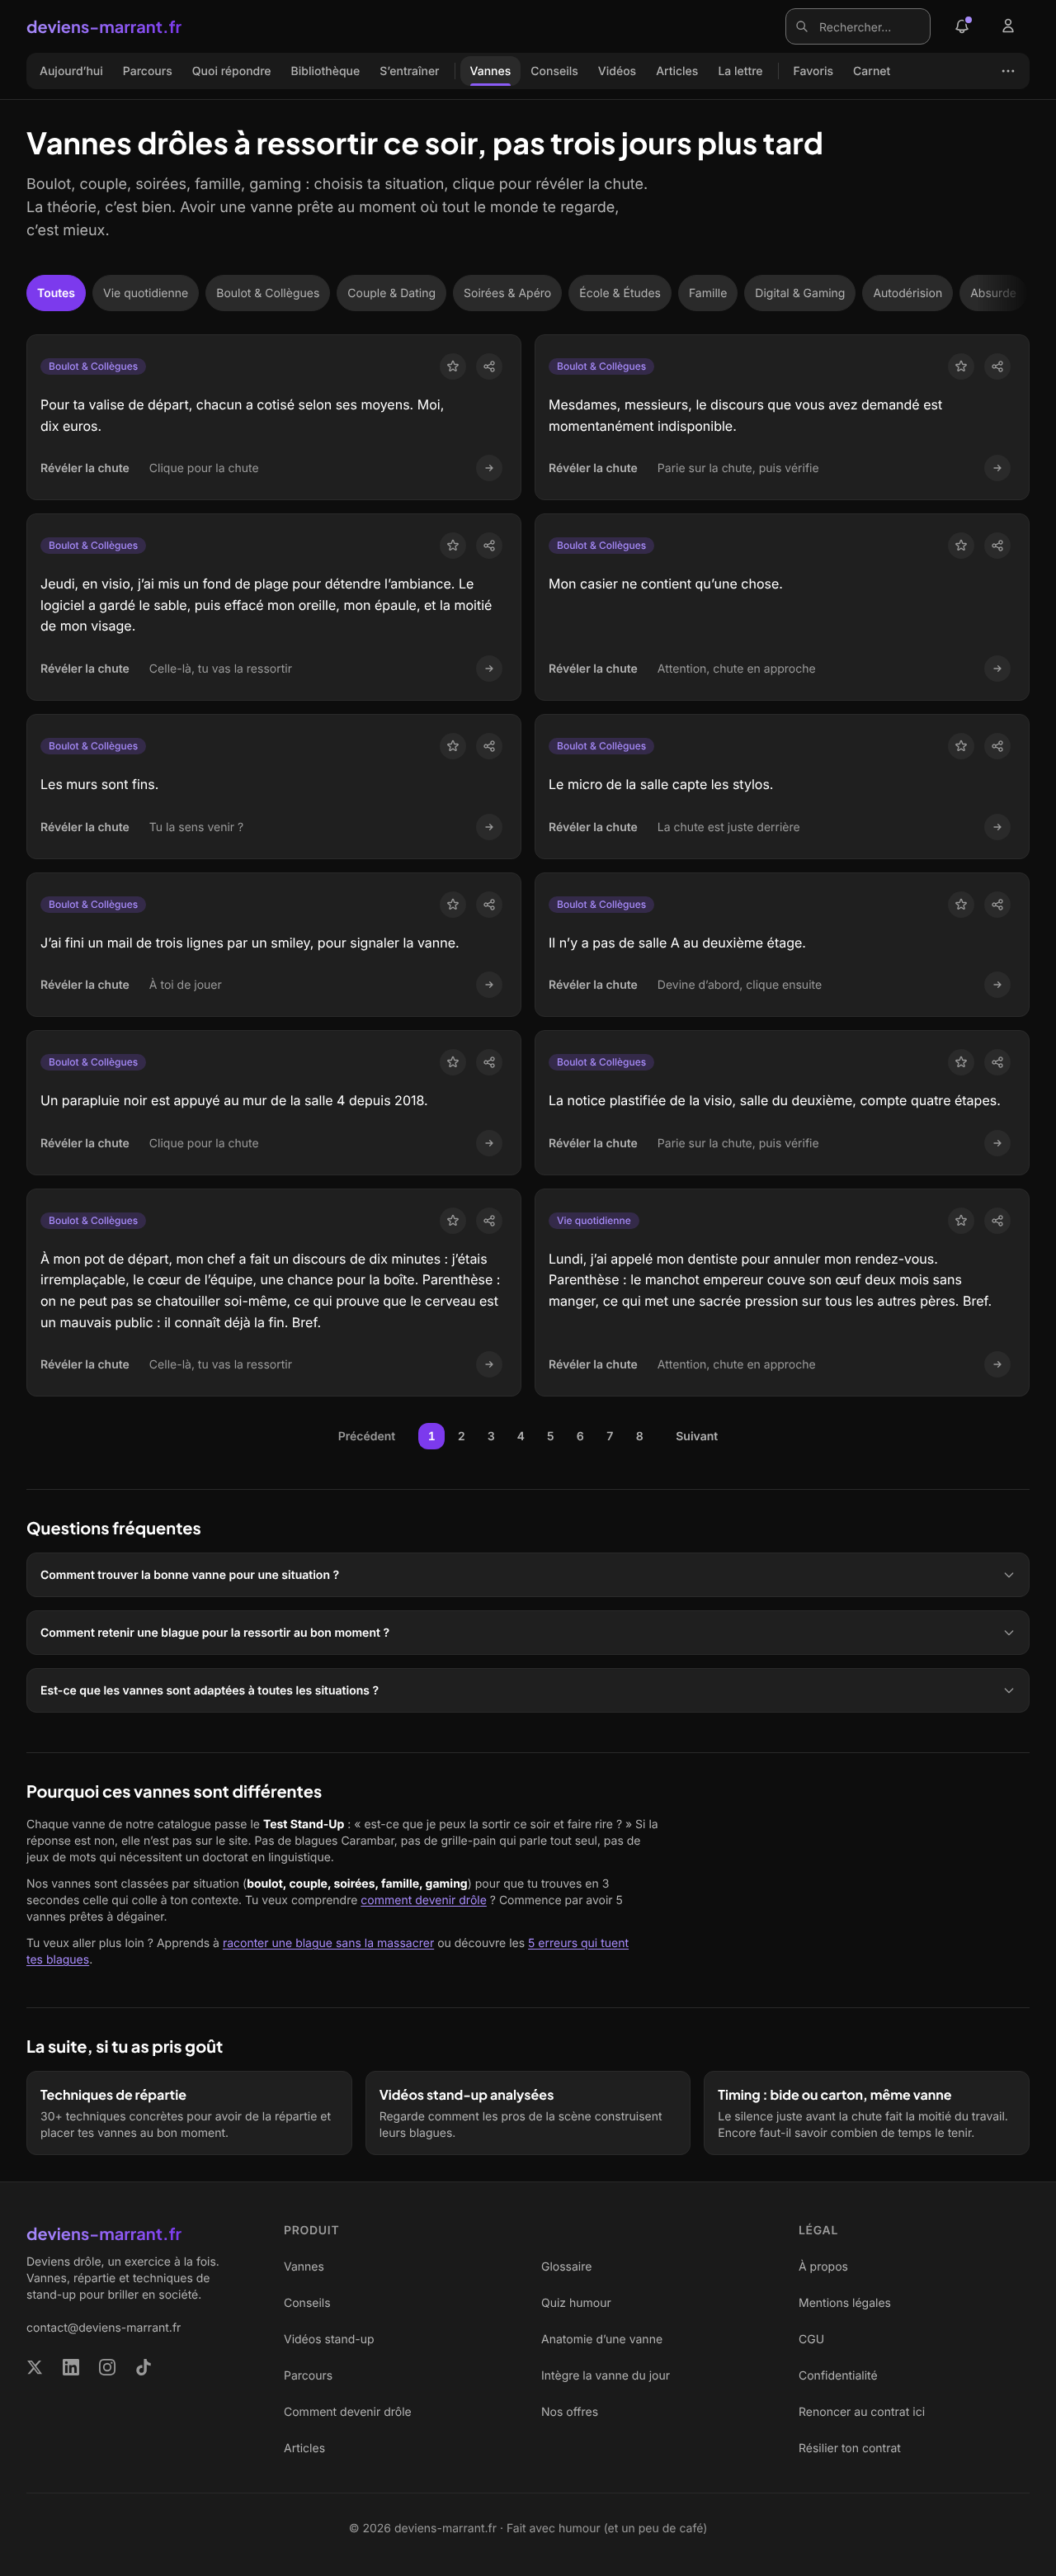 deviens-marrant.fr
Rechercher...
Aujourd'hui Parcours Quoi répondre Bibliothèque S'entraîner Vannes Conseils Vidéos Articles La lettre Favoris Carnet
Vannes drôles à ressortir ce soir, pas trois jours plus tard
Boulot, couple, soirées, famille, gaming : choisis ta situation, clique pour révéler la chute.
La théorie, c'est bien. Avoir une vanne prête au moment où tout le monde te regarde,
c'est mieux.
Toutes Vie quotidienne Boulot & Collègues Couple & Dating Soirées & Apéro École & Études Famille Digital & Gaming Autodérision Absurde
Boulot & Collègues
Pour ta valise de départ, chacun a cotisé selon ses moyens. Moi,
dix euros.
Révéler la chute Clique pour la chute
Boulot & Collègues
Mesdames, messieurs, le discours que vous avez demandé est
momentanément indisponible.
Révéler la chute Parie sur la chute, puis vérifie
Boulot & Collègues
Jeudi, en visio, j'ai mis un fond de plage pour détendre l'ambiance. Le
logiciel a gardé le sable, puis effacé mon oreille, mon épaule, et la moitié
de mon visage.
Révéler la chute Celle-là, tu vas la ressortir
Boulot & Collègues
Mon casier ne contient qu'une chose.
Révéler la chute Attention, chute en approche
Boulot & Collègues
Les murs sont fins.
Révéler la chute Tu la sens venir ?
Boulot & Collègues
Le micro de la salle capte les stylos.
Révéler la chute La chute est juste derrière
Boulot & Collègues
J'ai fini un mail de trois lignes par un smiley, pour signaler la vanne.
Révéler la chute À toi de jouer
Boulot & Collègues
Il n'y a pas de salle A au deuxième étage.
Révéler la chute Devine d'abord, clique ensuite
Boulot & Collègues
Un parapluie noir est appuyé au mur de la salle 4 depuis 2018.
Révéler la chute Clique pour la chute
Boulot & Collègues
La notice plastifiée de la visio, salle du deuxième, compte quatre étapes.
Révéler la chute Parie sur la chute, puis vérifie
Boulot & Collègues
À mon pot de départ, mon chef a fait un discours de dix minutes : j'étais
irremplaçable, le cœur de l'équipe, une chance pour la boîte. Parenthèse :
on ne peut pas se chatouiller soi-même, ce qui prouve que le cerveau est
un mauvais public : il connaît déjà la fin. Bref.
Révéler la chute Celle-là, tu vas la ressortir
Vie quotidienne
Lundi, j'ai appelé mon dentiste pour annuler mon rendez-vous.
Parenthèse : le manchot empereur couve son œuf deux mois sans
manger, ce qui met une sacrée pression sur tous les autres pères. Bref.
Révéler la chute Attention, chute en approche
Précédent 1 2 3 4 5 6 7 8 Suivant
Questions fréquentes
Comment trouver la bonne vanne pour une situation ?
Comment retenir une blague pour la ressortir au bon moment ?
Est-ce que les vannes sont adaptées à toutes les situations ?
Pourquoi ces vannes sont différentes
Chaque vanne de notre catalogue passe le Test Stand-Up : « est-ce que je peux la sortir ce soir et faire rire ? » Si la
réponse est non, elle n'est pas sur le site. Pas de blagues Carambar, pas de grille-pain qui parle tout seul, pas de
jeux de mots qui nécessitent un doctorat en linguistique.
Nos vannes sont classées par situation (boulot, couple, soirées, famille, gaming) pour que tu trouves en 3
secondes celle qui colle à ton contexte. Tu veux comprendre comment devenir drôle ? Commence par avoir 5
vannes prêtes à dégainer.
Tu veux aller plus loin ? Apprends à raconter une blague sans la massacrer ou découvre les 5 erreurs qui tuent
tes blagues.
La suite, si tu as pris goût
Techniques de répartie
30+ techniques concrètes pour avoir de la répartie et
placer tes vannes au bon moment.
Vidéos stand-up analysées
Regarde comment les pros de la scène construisent
leurs blagues.
Timing : bide ou carton, même vanne
Le silence juste avant la chute fait la moitié du travail.
Encore faut-il savoir combien de temps le tenir.
deviens-marrant.fr
Deviens drôle, un exercice à la fois.
Vannes, répartie et techniques de
stand-up pour briller en société.
contact@deviens-marrant.fr
PRODUIT
Vannes
Conseils
Vidéos stand-up
Parcours
Comment devenir drôle
Articles
Glossaire
Quiz humour
Anatomie d'une vanne
Intègre la vanne du jour
Nos offres
LÉGAL
À propos
Mentions légales
CGU
Confidentialité
Renoncer au contrat ici
Résilier ton contrat
© 2026 deviens-marrant.fr · Fait avec humour (et un peu de café)